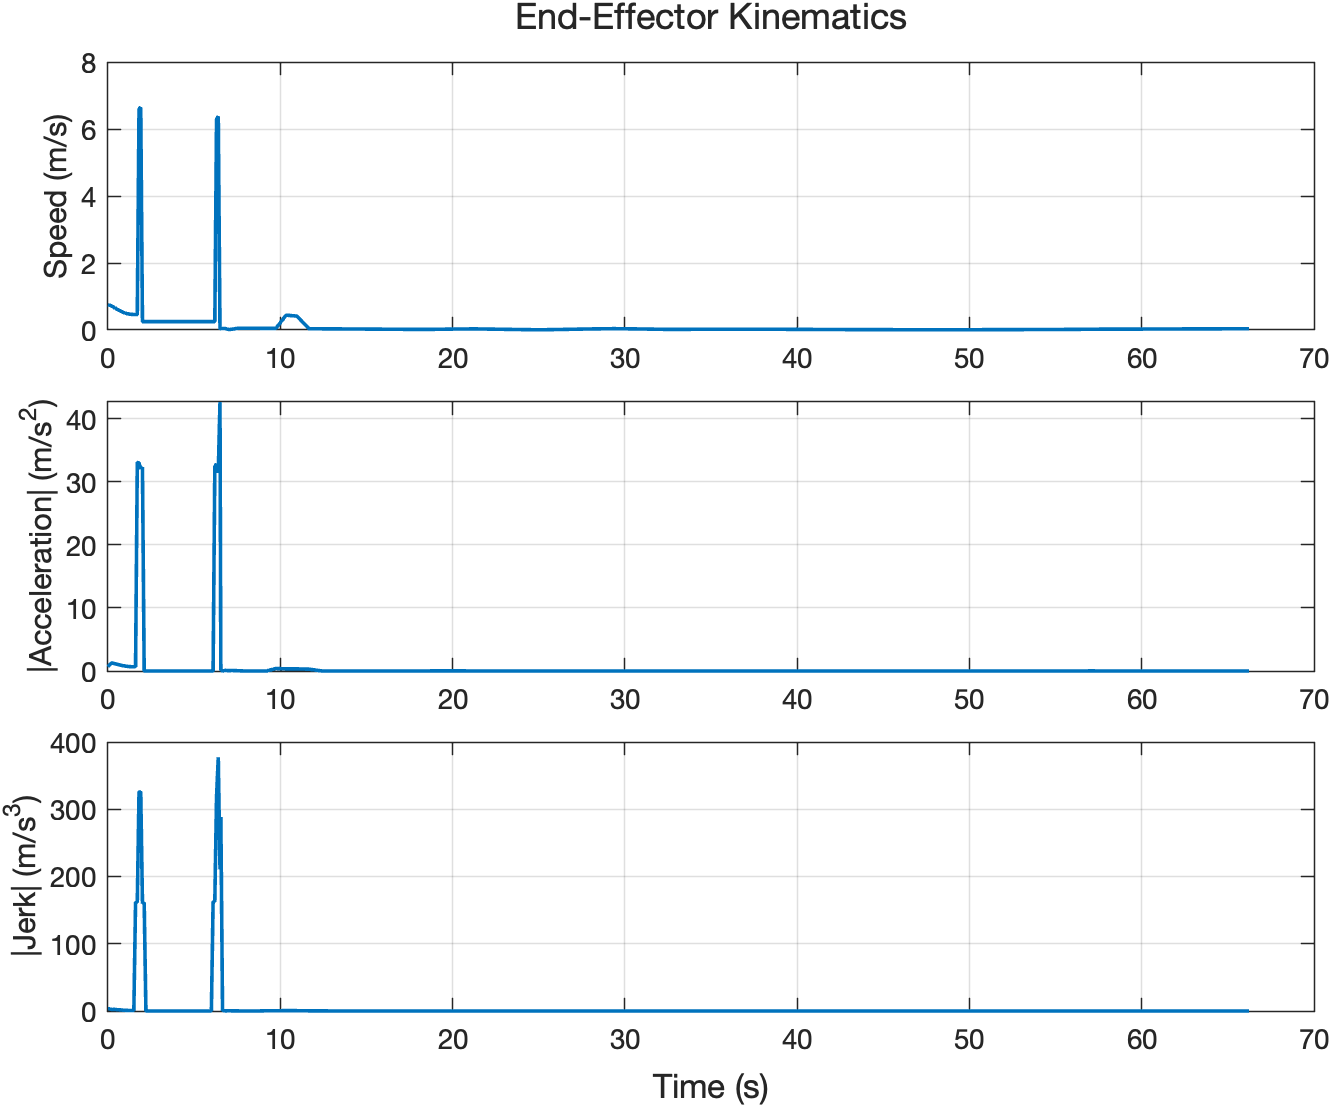 End-Effector Kinematics
Speed (m/s)
8
6
4
2
0
0 10 20 30 40 50 60 70
|Acceleration| (m/s²)
40
30
20
10
0
0 10 20 30 40 50 60 70
|Jerk| (m/s³)
400
300
200
100
0
0 10 20 30 40 50 60 70
Time (s)